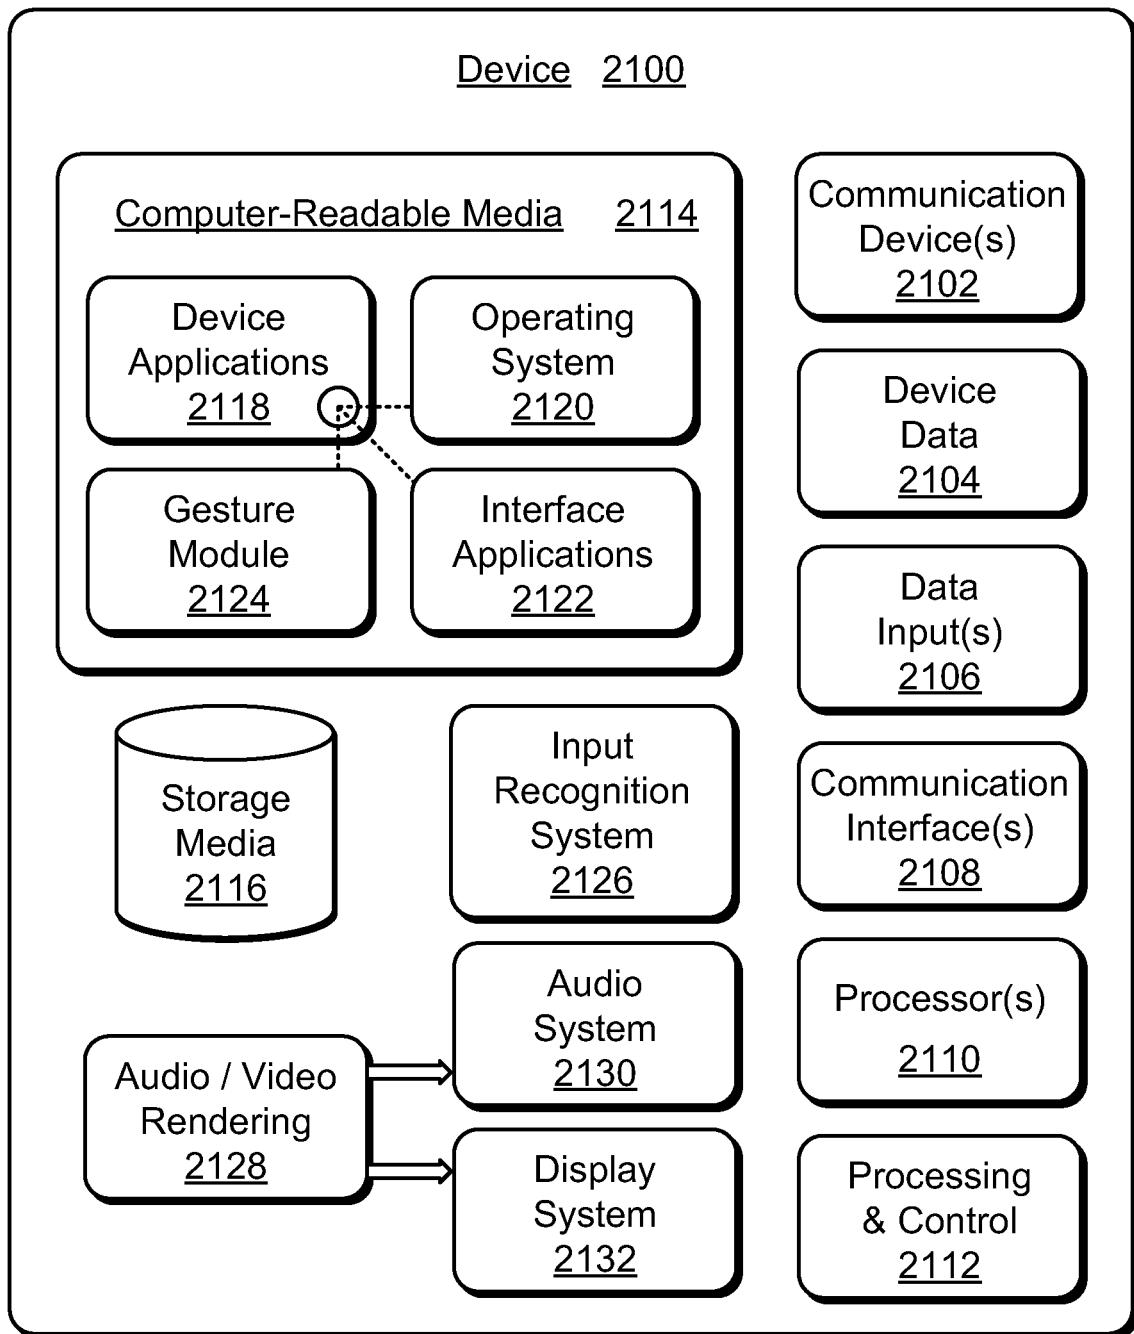 Device 2100
Computer-Readable Media 2114
Device
Applications
2118
Operating
System
2120
Gesture
Module
2124
Interface
Applications
2122
Storage
Media
2116
Input
Recognition
System
2126
Audio / Video
Rendering
2128
Audio
System
2130
Display
System
2132
Communication
Device(s)
2102
Device
Data
2104
Data
Input(s)
2106
Communication
Interface(s)
2108
Processor(s)
2110
Processing
& Control
2112